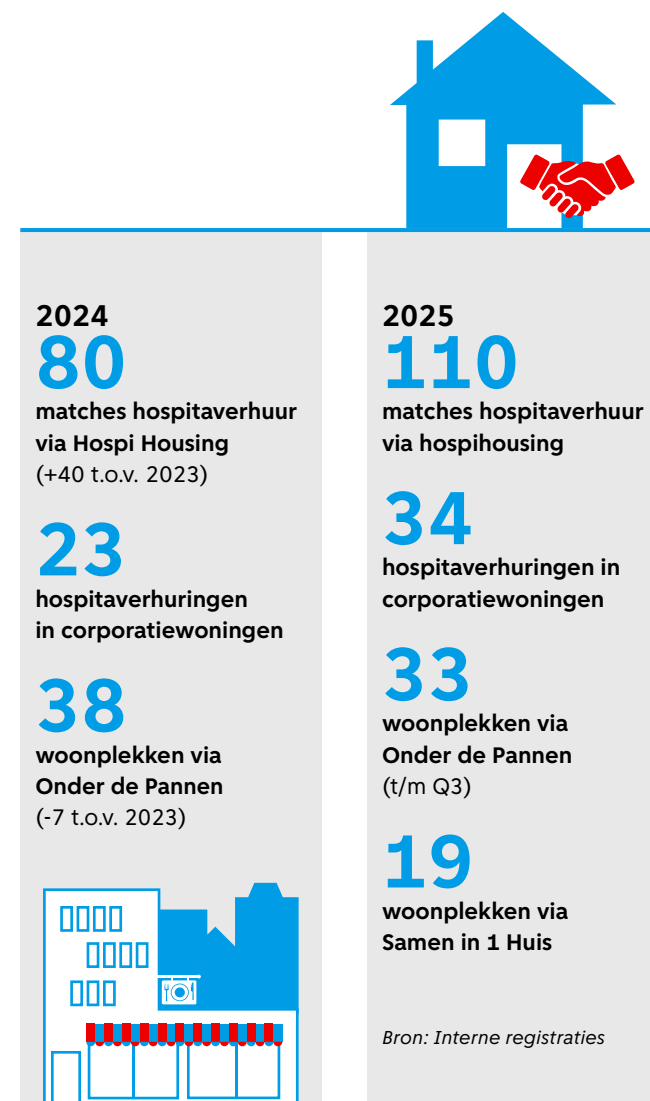 2024
80
matches hospitaverhuur
via Hospi Housing
(+40 t.o.v. 2023)
23
hospitaverhuringen
in corporatiewoningen
38
woonplekken via
Onder de Pannen
(-7 t.o.v. 2023)
2025
110
matches hospitaverhuur
via hospihousing
34
hospitaverhuringen in
corporatiewoningen
33
woonplekken via
Onder de Pannen
(t/m Q3)
19
woonplekken via
Samen in 1 Huis
Bron: Interne registraties